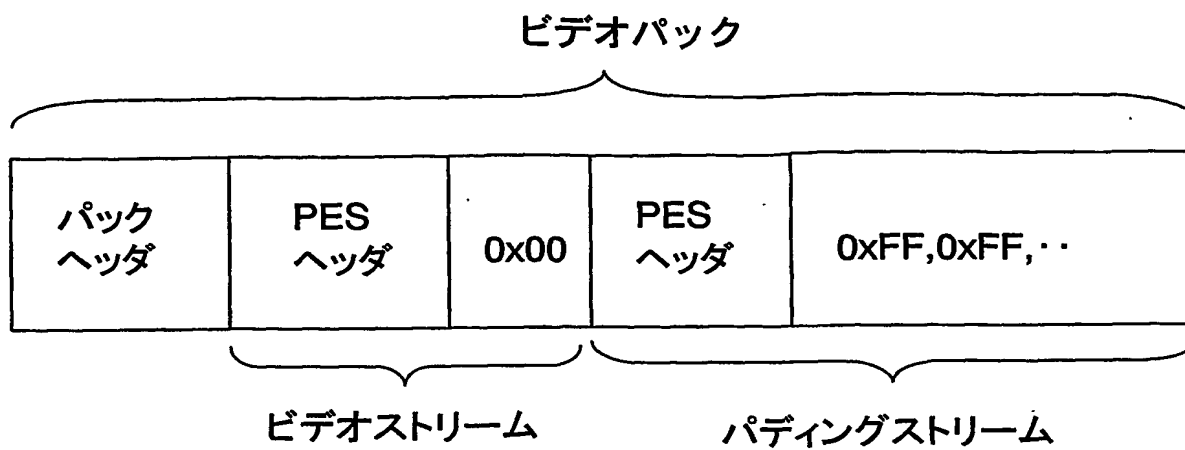 ビデオパック
パック
ヘッダ
PES
ヘッダ
0x00
PES
ヘッダ
0xFF,0xFF,‥
ビデオストリーム
パディングストリーム